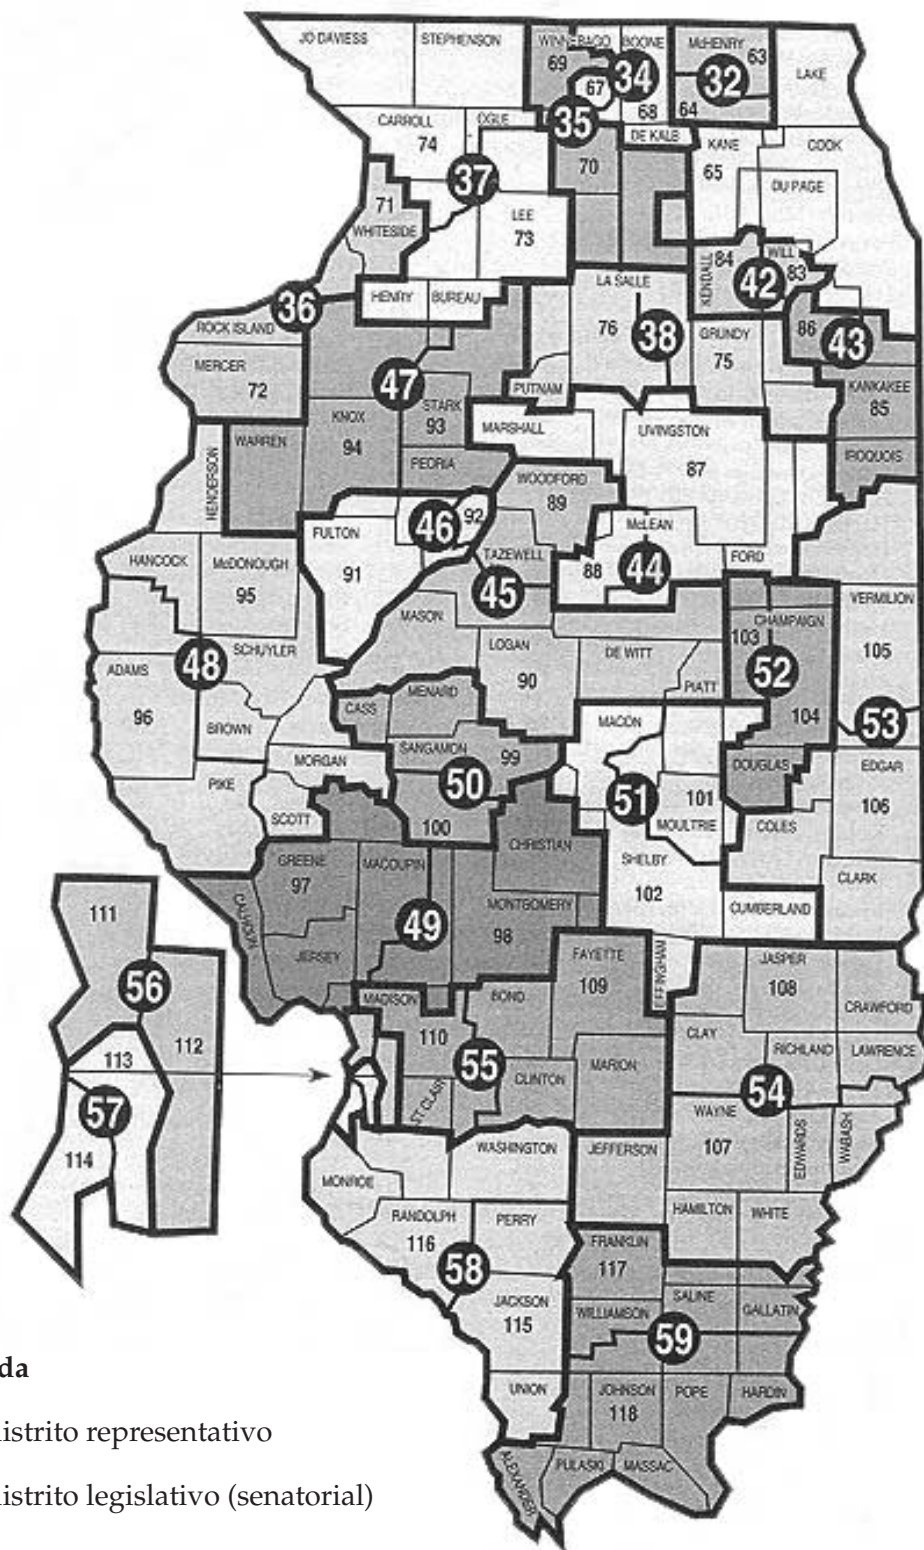 JO DAVIESS
STEPHENSON
WINNEBAGO
BOONE
McHENRY
63
LAKE
69
34
32
67
64
68
35
CARROLL
OGLE
DE KALB
KANE
COOK
74
70
65
37
DU PAGE
71
LEE
WHITESIDE
73
84
WILL
KENDALL
42
83
LA SALLE
HENRY
BUREAU
36
86
ROCK ISLAND
76
38
GRUNDY
43
75
MERCER
47
PUTNAM
KANKAKEE
72
STARK
85
KNOX
93
MARSHALL
LIVINGSTON
WARREN
94
87
IROQUOIS
PEORIA
HENDERSON
WOODFORD
89
92
46
FULTON
McLEAN
TAZEWELL
HANCOCK
McDONOUGH
91
FORD
88
44
95
45
VERMILION
MASON
CHAMPAIGN
103
SCHUYLER
LOGAN
DE WITT
105
ADAMS
48
52
90
PIATT
CASS
MENARD
96
104
MACON
53
BROWN
SANGAMON
99
MORGAN
DOUGLAS
EDGAR
PIKE
50
51
101
106
SCOTT
100
MOULTRIE
COLES
CHRISTIAN
GREENE
MACOUPIN
SHELBY
97
CLARK
111
102
CALHOUN
MONTGOMERY
CUMBERLAND
49
98
JERSEY
FAYETTE
EFFINGHAM
JASPER
56
109
108
MADISON
BOND
CRAWFORD
110
CLAY
112
RICHLAND
LAWRENCE
113
55
MARION
CLINTON
54
57
ST CLAIR
WAYNE
107
EDWARDS
WABASH
114
WASHINGTON
JEFFERSON
MONROE
HAMILTON
WHITE
RANDOLPH
PERRY
116
FRANKLIN
58
117
SALINE
JACKSON
WILLIAMSON
GALLATIN
115
59
da
UNION
JOHNSON
POPE
HARDIN
118
istrito representativo
PULASKI
MASSAC
ALEXANDER
istrito legislativo (senatorial)